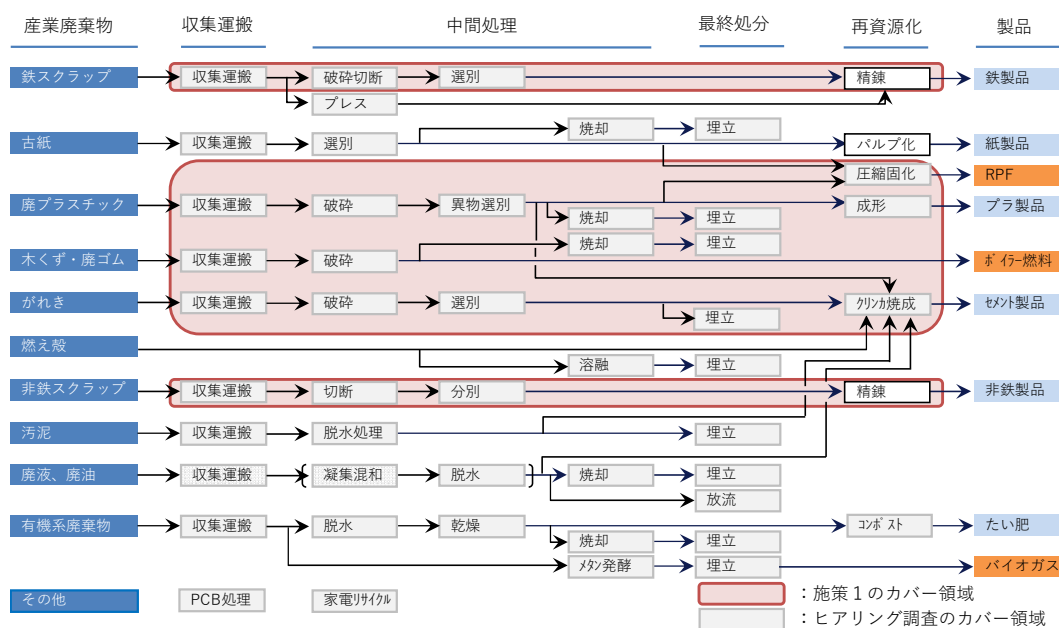 産業廃棄物 収集運搬 中間処理 最終処分 再資源化 製品
鉄スクラップ 収集運搬 破砕切断 選別 精錬 鉄製品
プレス
焼却 埋立
古紙 収集運搬 選別 パルプ化 紙製品
圧縮固化 RPF
廃プラスチック 収集運搬 破砕 異物選別 成形 プラ製品
焼却 埋立
焼却 埋立
木くず・廃ゴム 収集運搬 破砕 ﾎﾞｲﾗｰ燃料
がれき 収集運搬 破砕 選別 ｸﾘﾝｶ焼成 ｾﾒﾝﾄ製品
埋立
燃え殻
溶融 埋立
非鉄スクラップ 収集運搬 切断 分別 精錬 非鉄製品
汚泥 収集運搬 脱水処理 埋立
廃液、廃油 収集運搬 凝集混和 脱水 焼却 埋立
放流
有機系廃棄物 収集運搬 脱水 乾燥 ｺﾝﾎﾟｽﾄ たい肥
焼却 埋立
ﾒﾀﾝ発酵 埋立 バイオガス
その他 PCB処理 家電ﾘｻｲｸﾙ
：施策１のカバー領域
：ヒアリング調査のカバー領域